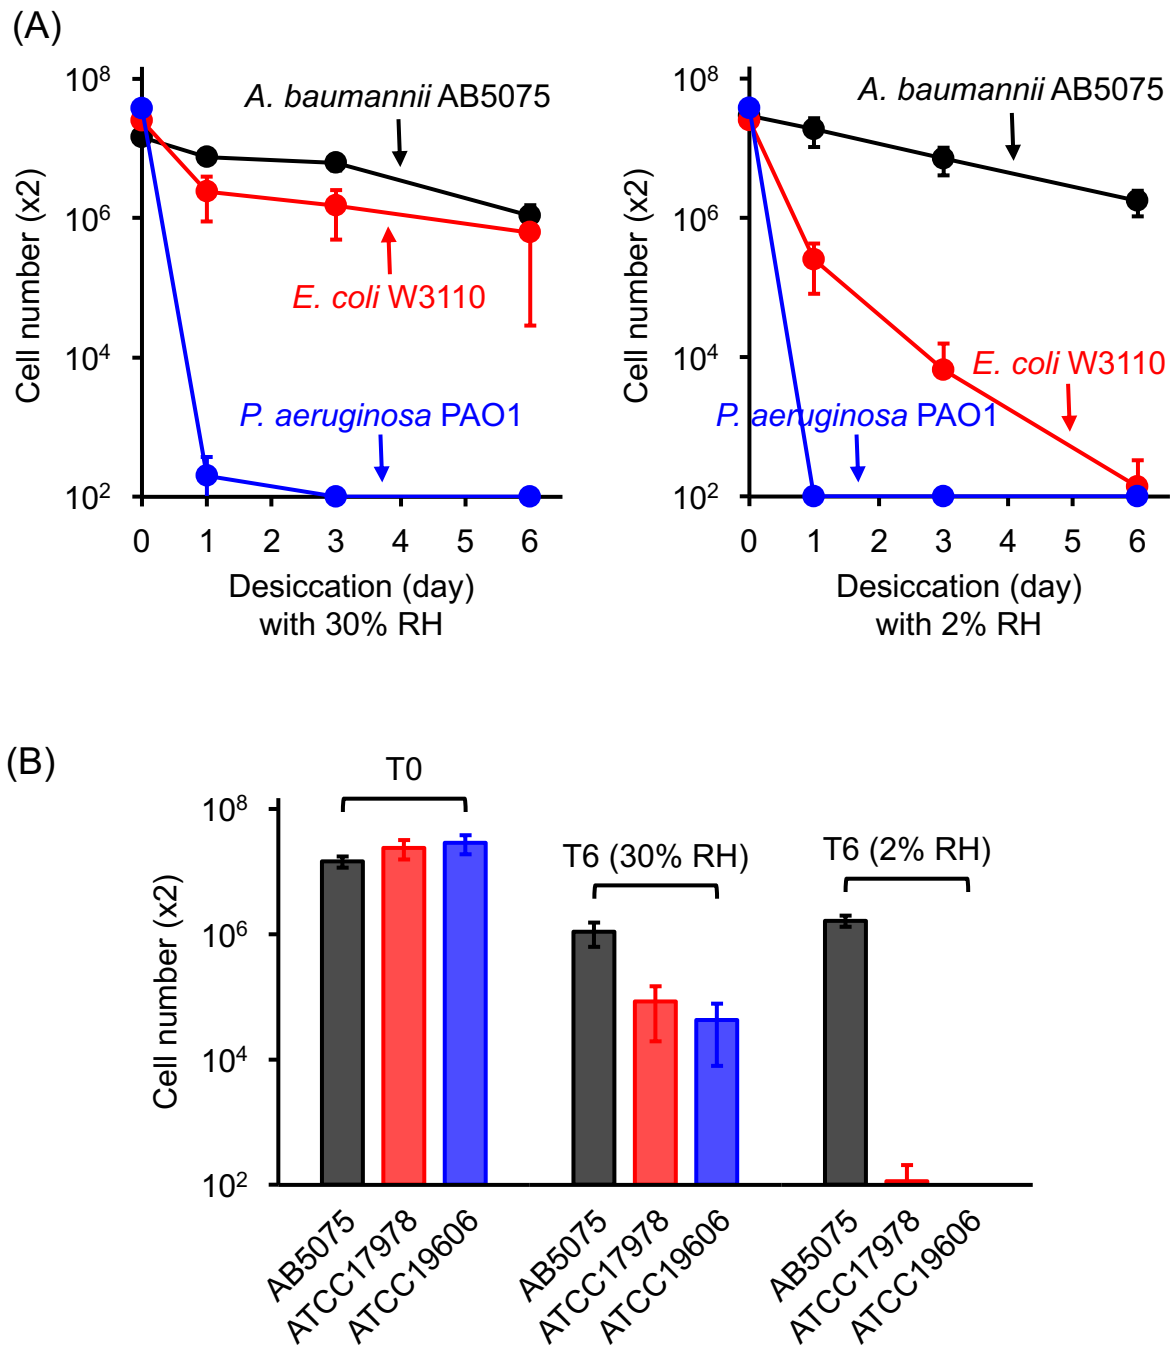 (A)
10⁸
10⁶
10⁴
10²
Cell number (x2)
A. baumannii AB5075
E. coli W3110
P. aeruginosa PAO1
0 1 2 3 4 5 6
Desiccation (day)
with 30% RH
10⁸
10⁶
10⁴
10²
Cell number (x2)
A. baumannii AB5075
E. coli W3110
P. aeruginosa PAO1
0 1 2 3 4 5 6
Desiccation (day)
with 2% RH
(B)
10⁸
10⁶
10⁴
10²
Cell number (x2)
T0
T6 (30% RH)
T6 (2% RH)
AB5075
ATCC17978
ATCC19606
AB5075
ATCC17978
ATCC19606
AB5075
ATCC17978
ATCC19606